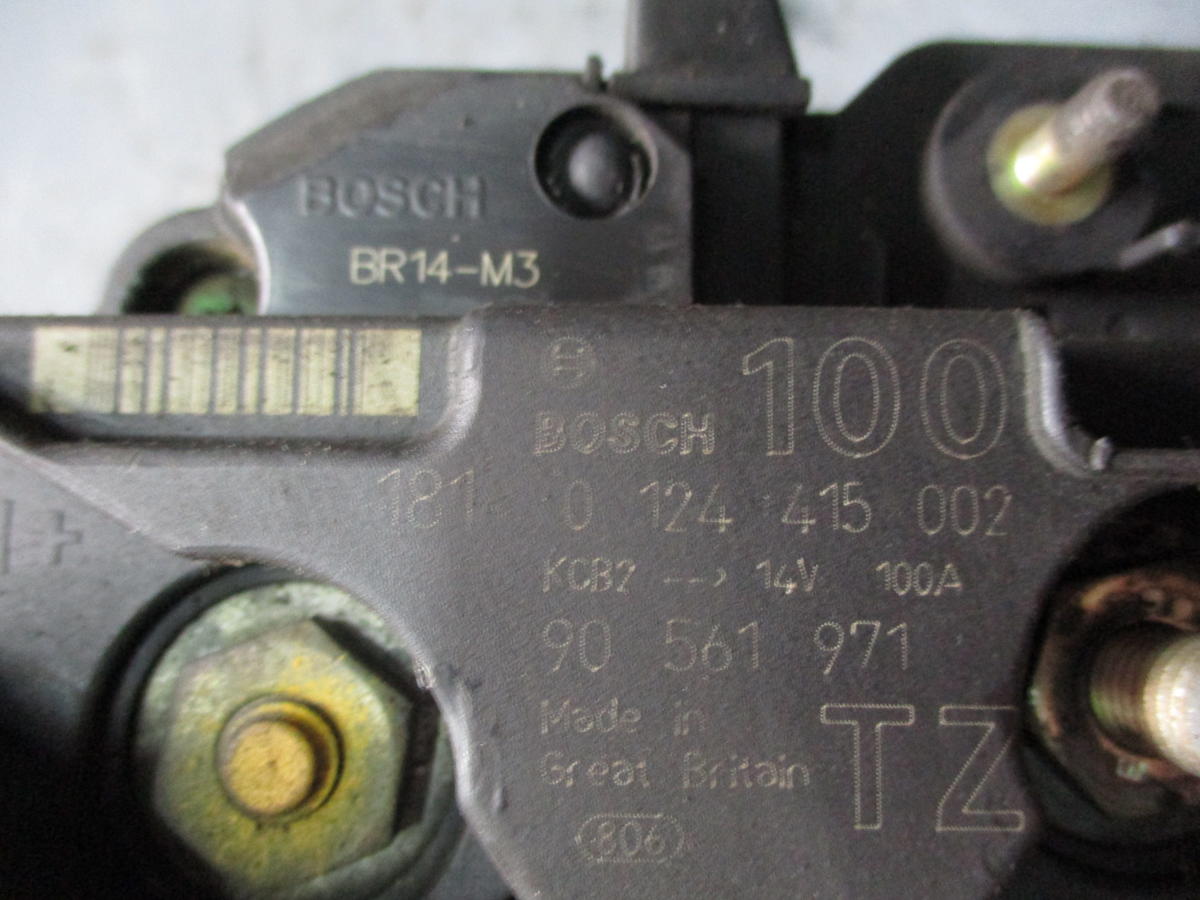 BOSCH
BR14-M3
BOSCH 100
181 0 124 415 002
KCB2 --> 14V 100A
90 561 971
Made in
Great Britain
TZ
806